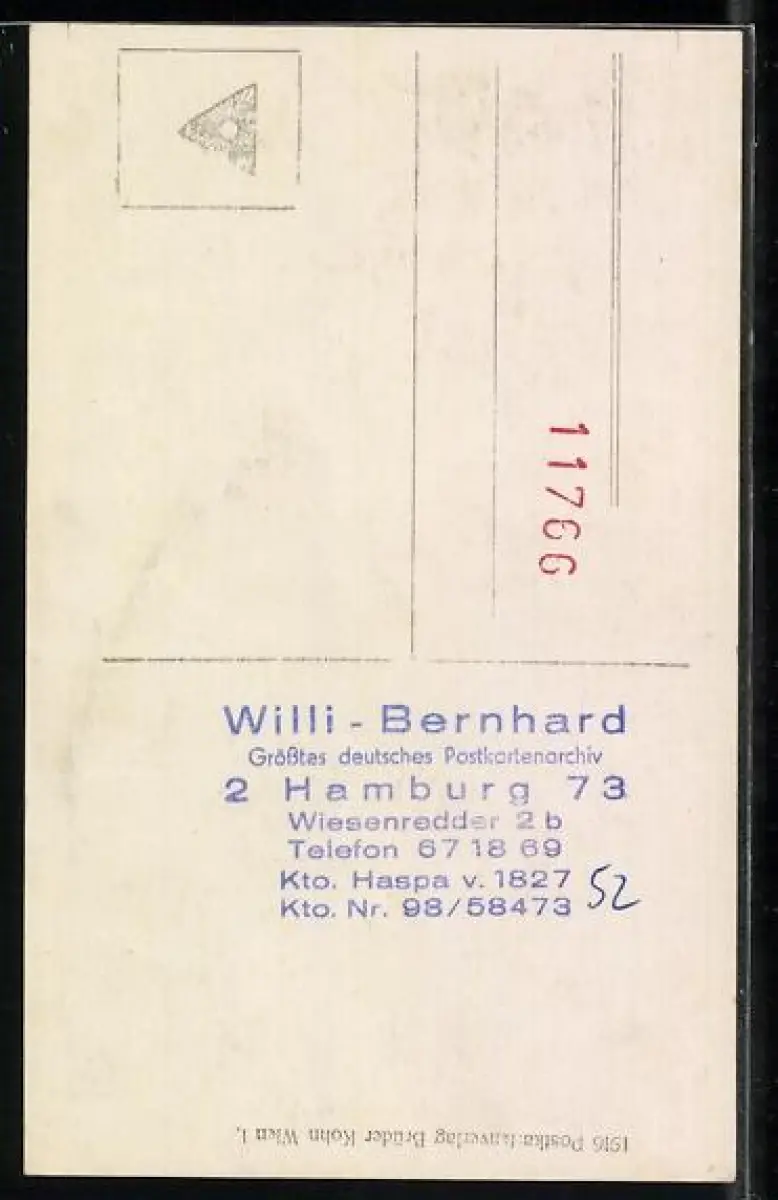 11766
Willi - Bernhard
Größtes deutsches Postkartenarchiv
2 Hamburg 73
Wiesenredder 2 b
Telefon 67 18 69
Kto. Haspa v. 1827
52
Kto. Nr. 98/58473
1916 Postkartenverlag Brüder Kohn Wien I,